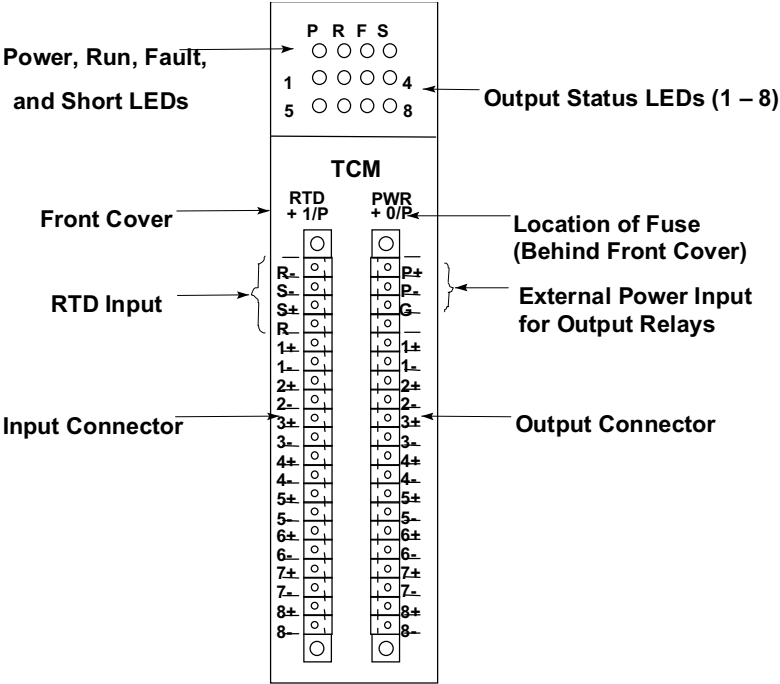 P R F S
Power, Run, Fault,
and Short LEDs
1
4
5
8
Output Status LEDs (1 – 8)
TCM
RTD
+ 1/P
PWR
+ 0/P
Front Cover
Location of Fuse
(Behind Front Cover)
RTD Input
R-
S-
S+
R
P+
P-
G
External Power Input
for Output Relays
1+
1-
2+
2-
3+
3-
4+
4-
5+
5-
6+
6-
7+
7-
8+
8-
1+
1-
2+
2-
3+
3-
4+
4-
5+
5-
6+
6-
7+
7-
8+
8-
Input Connector
Output Connector